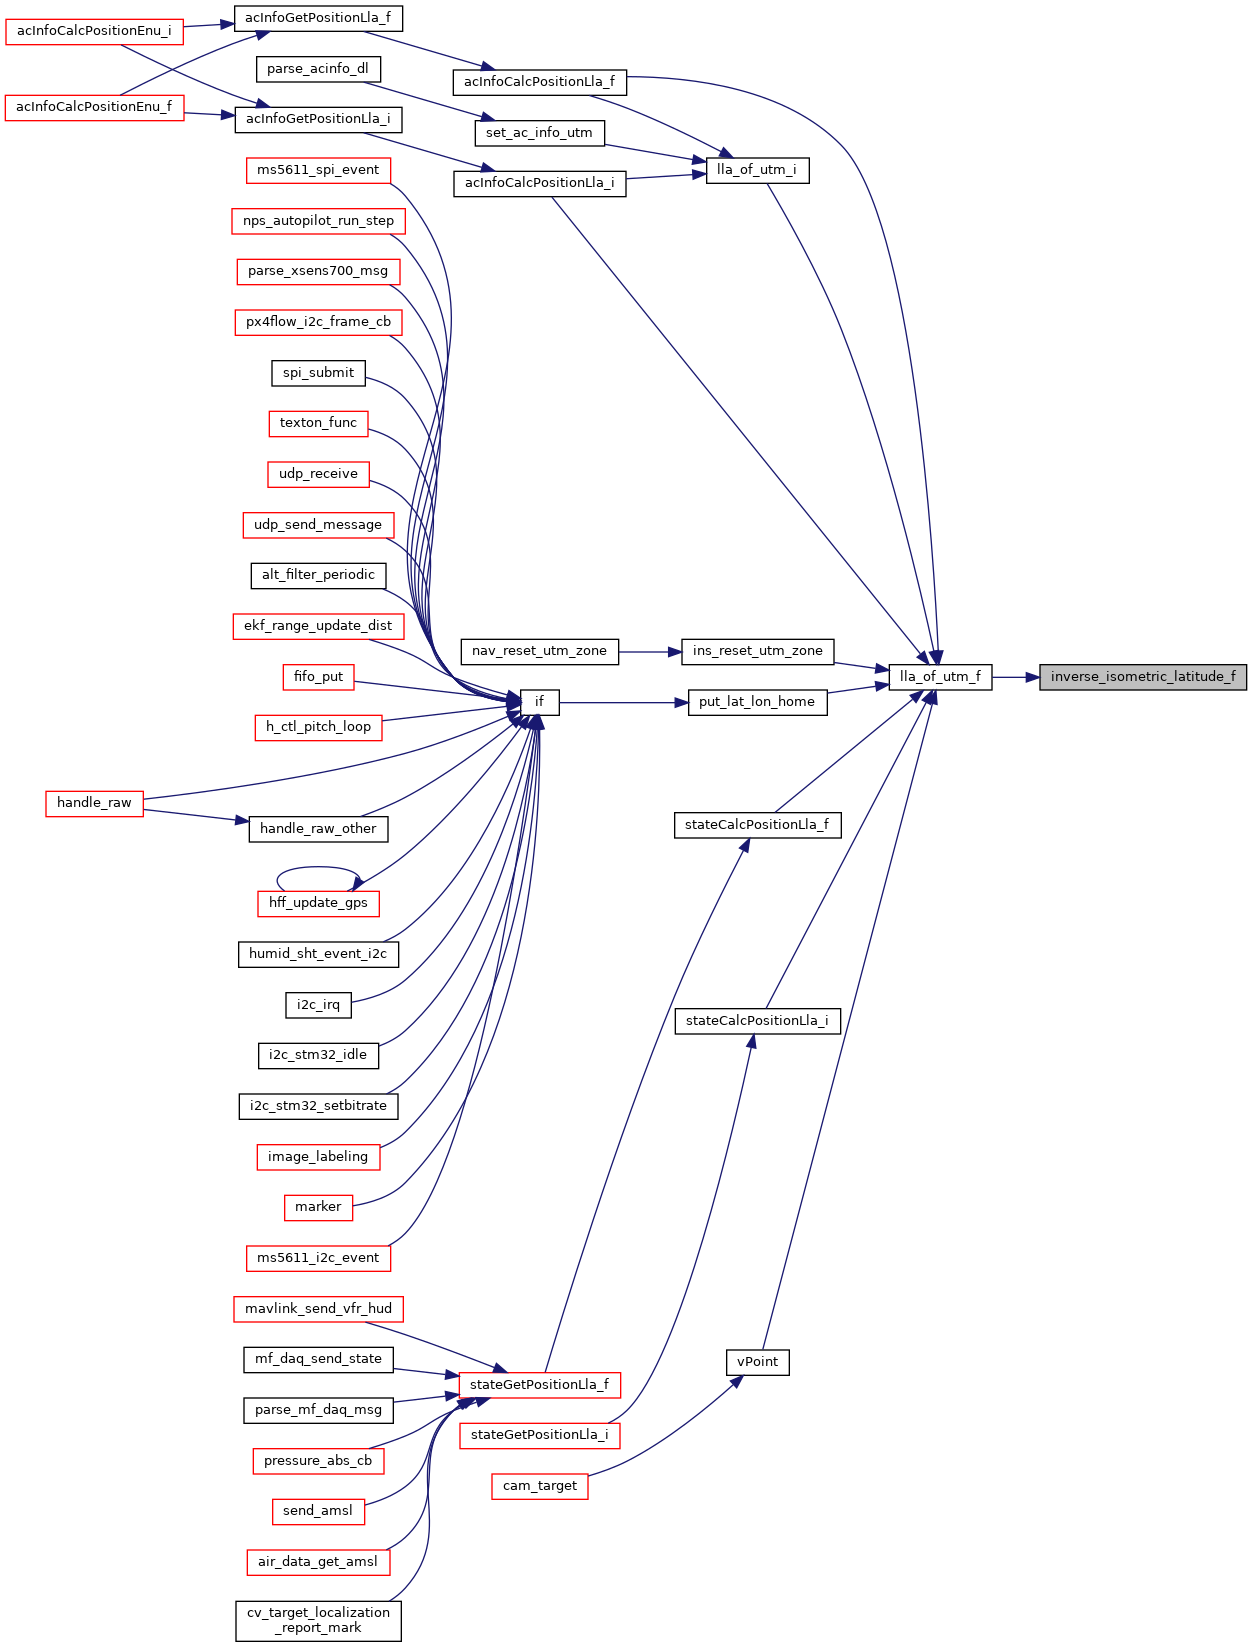 acInfoGetPositionLla_f
acInfoCalcPositionEnu_i
parse_acinfo_dl
acInfoCalcPositionLla_f
acInfoCalcPositionEnu_f
acInfoGetPositionLla_i
set_ac_info_utm
ms5611_spi_event
lla_of_utm_i
acInfoCalcPositionLla_i
nps_autopilot_run_step
parse_xsens700_msg
px4flow_i2c_frame_cb
spi_submit
texton_func
udp_receive
udp_send_message
alt_filter_periodic
ekf_range_update_dist
nav_reset_utm_zone
ins_reset_utm_zone
fifo_put
lla_of_utm_f
inverse_isometric_latitude_f
if
put_lat_lon_home
h_ctl_pitch_loop
handle_raw
handle_raw_other
stateCalcPositionLla_f
hff_update_gps
humid_sht_event_i2c
i2c_irq
stateCalcPositionLla_i
i2c_stm32_idle
i2c_stm32_setbitrate
image_labeling
marker
ms5611_i2c_event
mavlink_send_vfr_hud
mf_daq_send_state
vPoint
stateGetPositionLla_f
parse_mf_daq_msg
stateGetPositionLla_i
pressure_abs_cb
cam_target
send_amsl
air_data_get_amsl
cv_target_localization
_report_mark